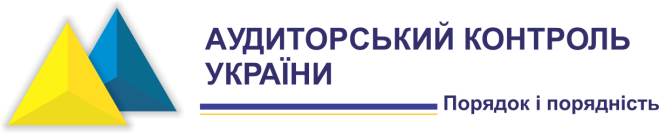 АУДИТОРСЬКИЙ КОНТРОЛЬ
УКРАЇНИ
Порядок і порядність